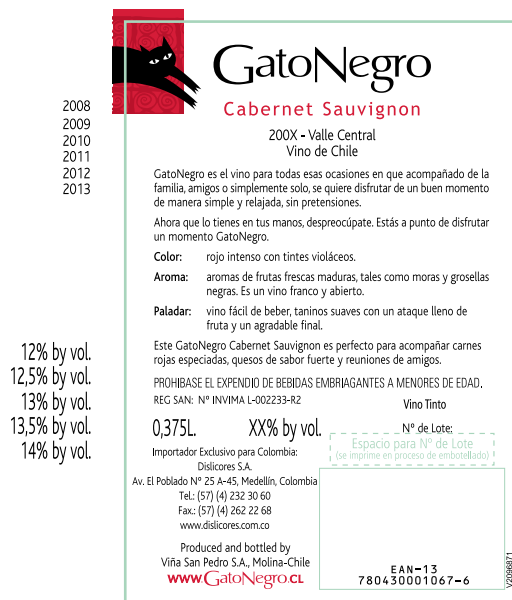 GatoNegro
Cabernet Sauvignon
200X - Valle Central
Vino de Chile
2008
2009
2010
2011
2012
2013
GatoNegro es el vino para todas esas ocasiones en que acompañado de la
familia, amigos o simplemente solo, se quiere disfrutar de un buen momento
de manera simple y relajada, sin pretensiones.
Ahora que lo tienes en tus manos, despreocúpate. Estás a punto de disfrutar
un momento GatoNegro.
Color: rojo intenso con tintes violáceos.
Aroma: aromas de frutas frescas maduras, tales como moras y grosellas
negras. Es un vino franco y abierto.
Paladar: vino fácil de beber, taninos suaves con un ataque lleno de
fruta y un agradable final.
Este GatoNegro Cabernet Sauvignon es perfecto para acompañar carnes
rojas especiadas, quesos de sabor fuerte y reuniones de amigos.
12% by vol.
12,5% by vol.
13% by vol.
13,5% by vol.
14% by vol.
PROHIBASE EL EXPENDIO DE BEBIDAS EMBRIAGANTES A MENORES DE EDAD.
REG SAN: Nº INVIMA L-002233-R2
Vino Tinto
0,375L. XX% by vol.
Nº de Lote:
Espacio para Nº de Lote
(se imprime en proceso de embotellado)
Importador Exclusivo para Colombia:
Dislicores S.A.
Av. El Poblado Nº 25 A-45, Medellín, Colombia
Tel.: (57) (4) 232 30 60
Fax.: (57) (4) 262 22 68
www.dislicores.com.co
Produced and bottled by
Viña San Pedro S.A., Molina-Chile
www.GatoNegro.CL
EAN-13
780430001067-6
V2096871